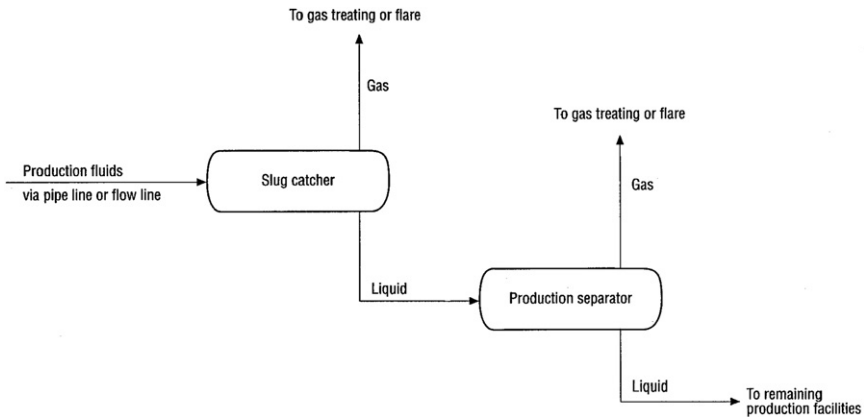 To gas treating or flare
Gas
To gas treating or flare
Production fluids
via pipe line or flow line
Slug catcher
Gas
Liquid
Production separator
Liquid
To remaining
production facilities